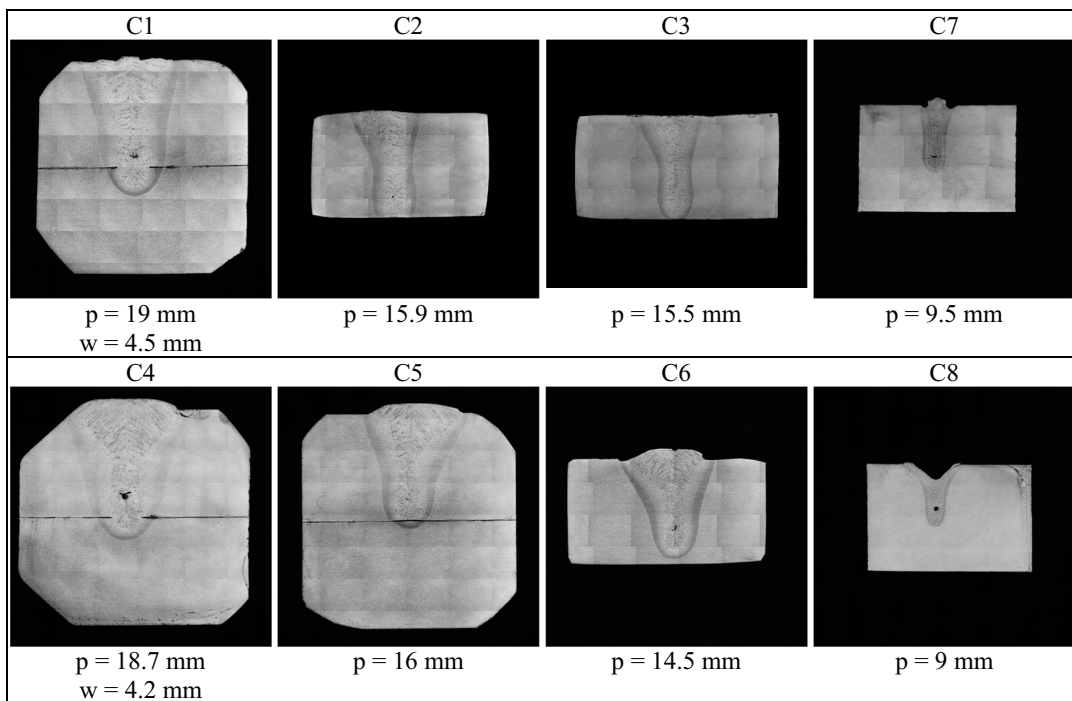 C1 C2 C3 C7
p = 19 mm p = 15.9 mm p = 15.5 mm p = 9.5 mm
w = 4.5 mm
C4 C5 C6 C8
p = 18.7 mm p = 16 mm p = 14.5 mm p = 9 mm
w = 4.2 mm